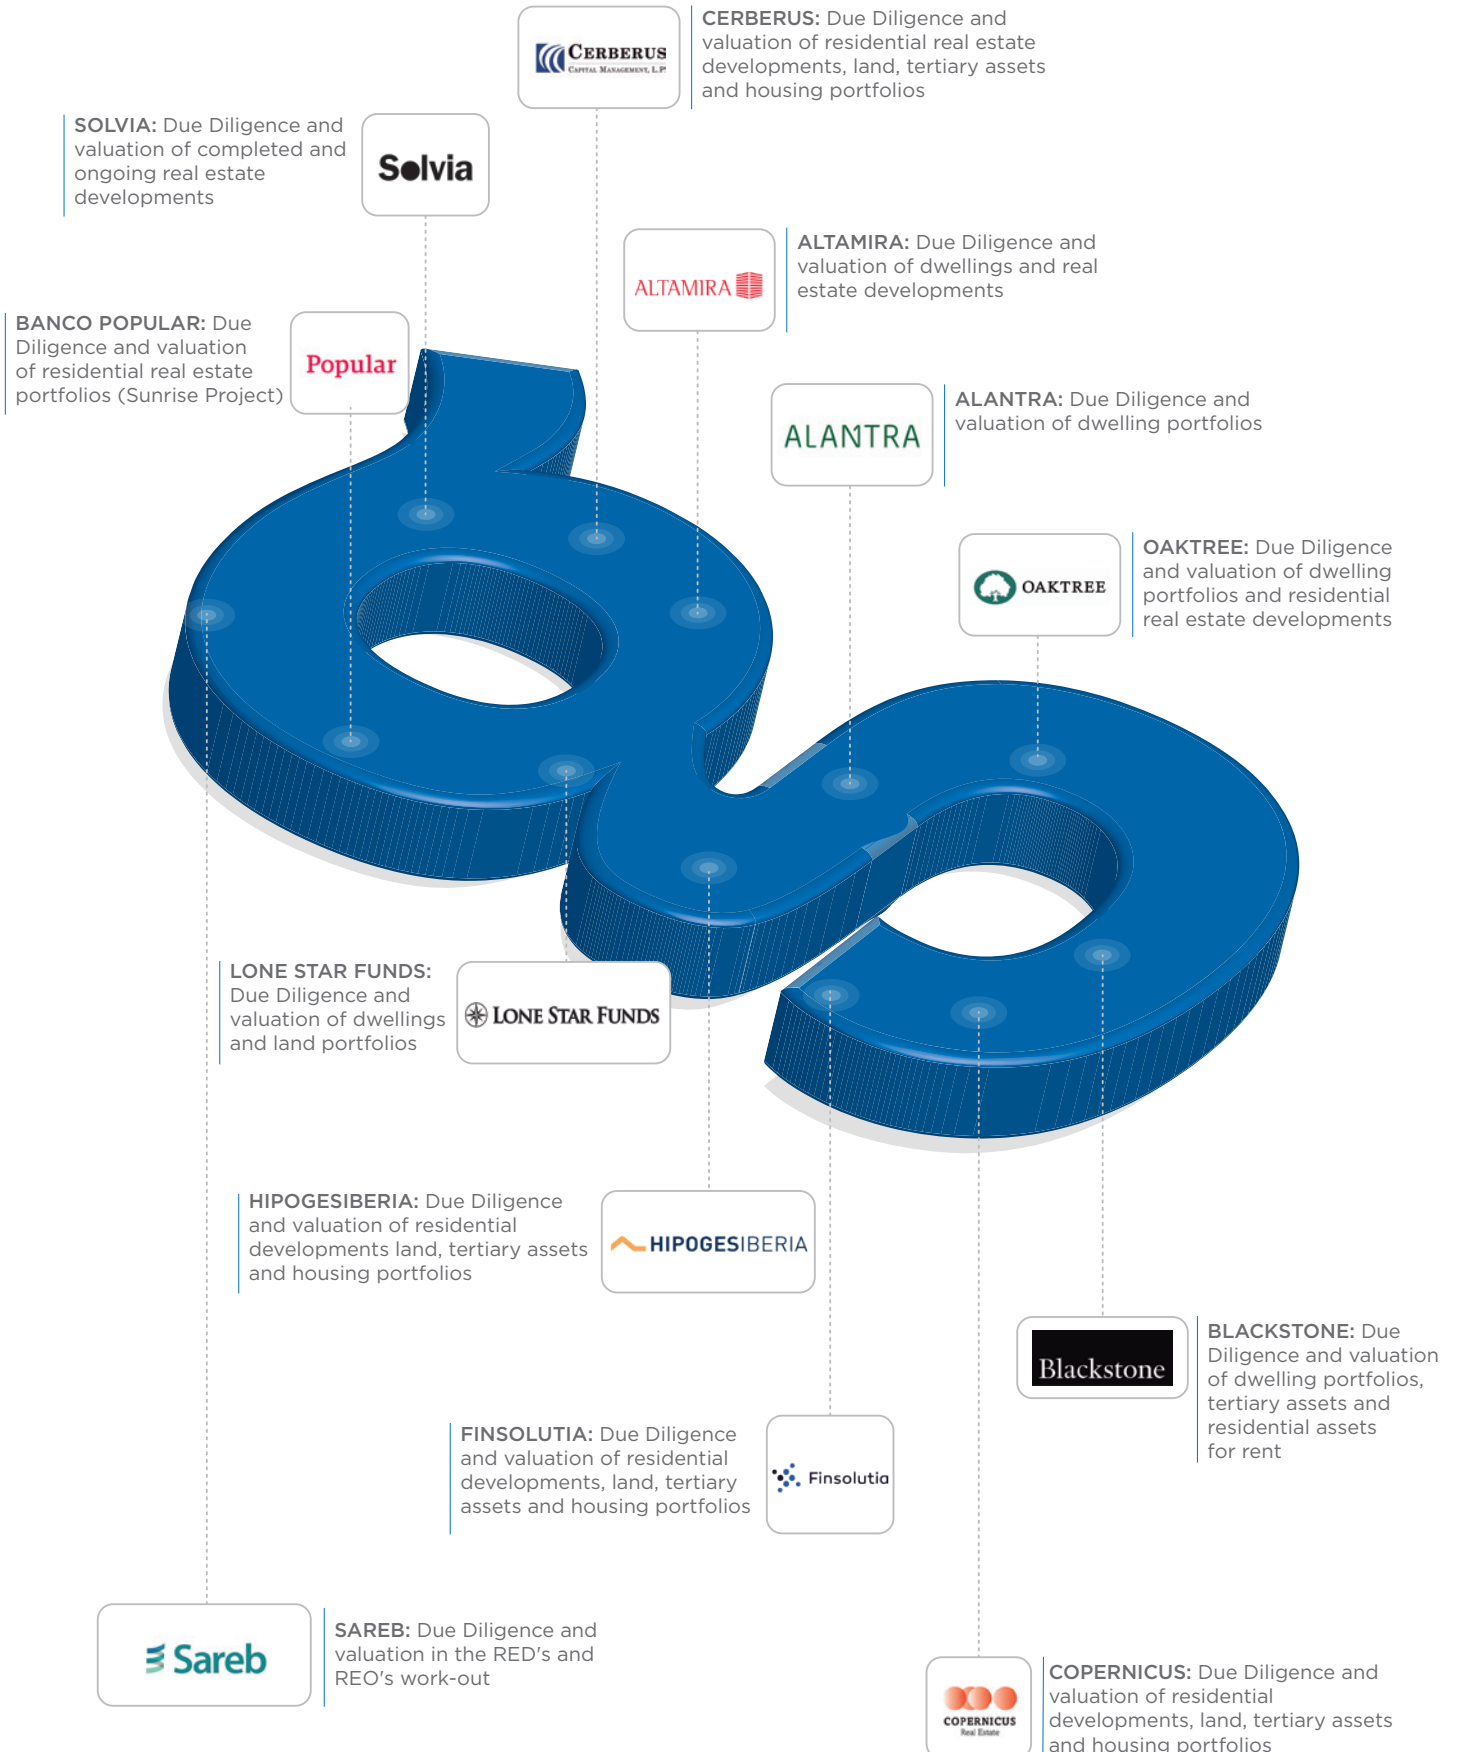 CERBERUS
CAPITAL MANAGEMENT, L.P.
CERBERUS: Due Diligence and
valuation of residential real estate
developments, land, tertiary assets
and housing portfolios
SOLVIA: Due Diligence and
valuation of completed and
ongoing real estate
developments
Solvia
ALTAMIRA
ALTAMIRA: Due Diligence and
valuation of dwellings and real
estate developments
BANCO POPULAR: Due
Diligence and valuation
of residential real estate
portfolios (Sunrise Project)
Popular
ALANTRA
ALANTRA: Due Diligence and
valuation of dwelling portfolios
OAKTREE
OAKTREE: Due Diligence
and valuation of dwelling
portfolios and residential
real estate developments
LONE STAR FUNDS:
Due Diligence and
valuation of dwellings
and land portfolios
LONE STAR FUNDS
HIPOGESIBERIA: Due Diligence
and valuation of residential
developments land, tertiary assets
and housing portfolios
HIPOGESIBERIA
Blackstone
BLACKSTONE: Due
Diligence and valuation
of dwelling portfolios,
tertiary assets and
residential assets
for rent
FINSOLUTIA: Due Diligence
and valuation of residential
developments, land, tertiary
assets and housing portfolios
Finsolutia
Sareb
SAREB: Due Diligence and
valuation in the RED's and
REO's work-out
COPERNICUS
Real Estate
COPERNICUS: Due Diligence and
valuation of residential
developments, land, tertiary assets
and housing portfolios